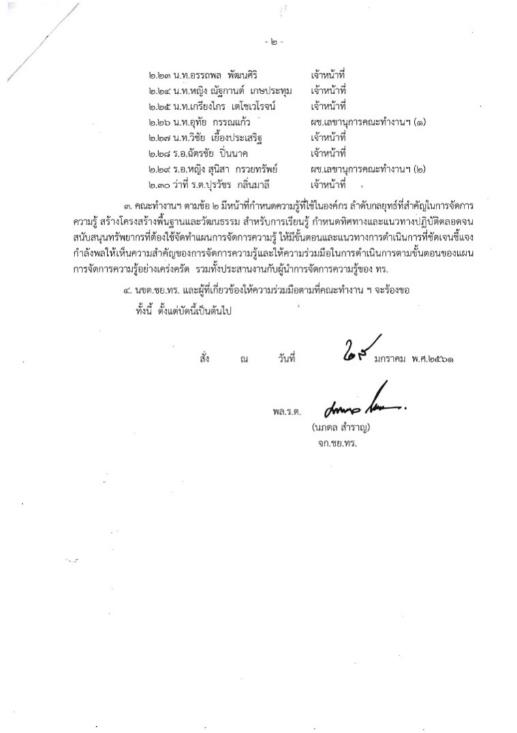 - ๒ -
๒.๒๓ น.ท.อรรถพล พัฒนศิริ เจ้าหน้าที่
๒.๒๔ น.ท.หญิง ณัฐกานต์ เกษประทุม เจ้าหน้าที่
๒.๒๕ น.ท.เกรียงไกร เตโชเวโรจน์ เจ้าหน้าที่
๒.๒๖ น.ท.อุทัย กรรณแก้ว ผช.เลขานุการคณะทำงานฯ (๑)
๒.๒๗ น.ท.วิชัย เยื้องประเสริฐ เจ้าหน้าที่
๒.๒๘ ร.อ.ฉัตรชัย ปิ่นนาค เจ้าหน้าที่
๒.๒๙ ร.อ.หญิง สุนิสา กรวยทรัพย์ ผช.เลขานุการคณะทำงานฯ (๒)
๒.๓๐ ว่าที่ ร.ต.ปุรวัชร กลิ่นมาลี เจ้าหน้าที่
๓. คณะทำงานฯ ตามข้อ ๒ มีหน้าที่กำหนดความรู้ที่ใช้ในองค์กร ลำดับกลยุทธ์ที่สำคัญในการจัดการ
ความรู้ สร้างโครงสร้างพื้นฐานและวัฒนธรรม สำหรับการเรียนรู้ กำหนดทิศทางและแนวทางปฏิบัติตลอดจน
สนับสนุนทรัพยากรที่ต้องใช้จัดทำแผนการจัดการความรู้ ให้มีขั้นตอนและแนวทางการดำเนินการที่ชัดเจนชี้แจง
กำลังพลให้เห็นความสำคัญของการจัดการความรู้และให้ความร่วมมือในการดำเนินการตามขั้นตอนของแผน
การจัดการความรู้อย่างเคร่งครัด รวมทั้งประสานงานกับผู้นำการจัดการความรู้ของ ทร.
๔. นขต.ชย.ทร. และผู้ที่เกี่ยวข้องให้ความร่วมมือตามที่คณะทำงาน ฯ จะร้องขอ
ทั้งนี้ ตั้งแต่บัดนี้เป็นต้นไป
สั่ง ณ วันที่ มกราคม พ.ศ.๒๕๖๑
พล.ร.ต.
(นภดล สำราญ)
จก.ชย.ทร.